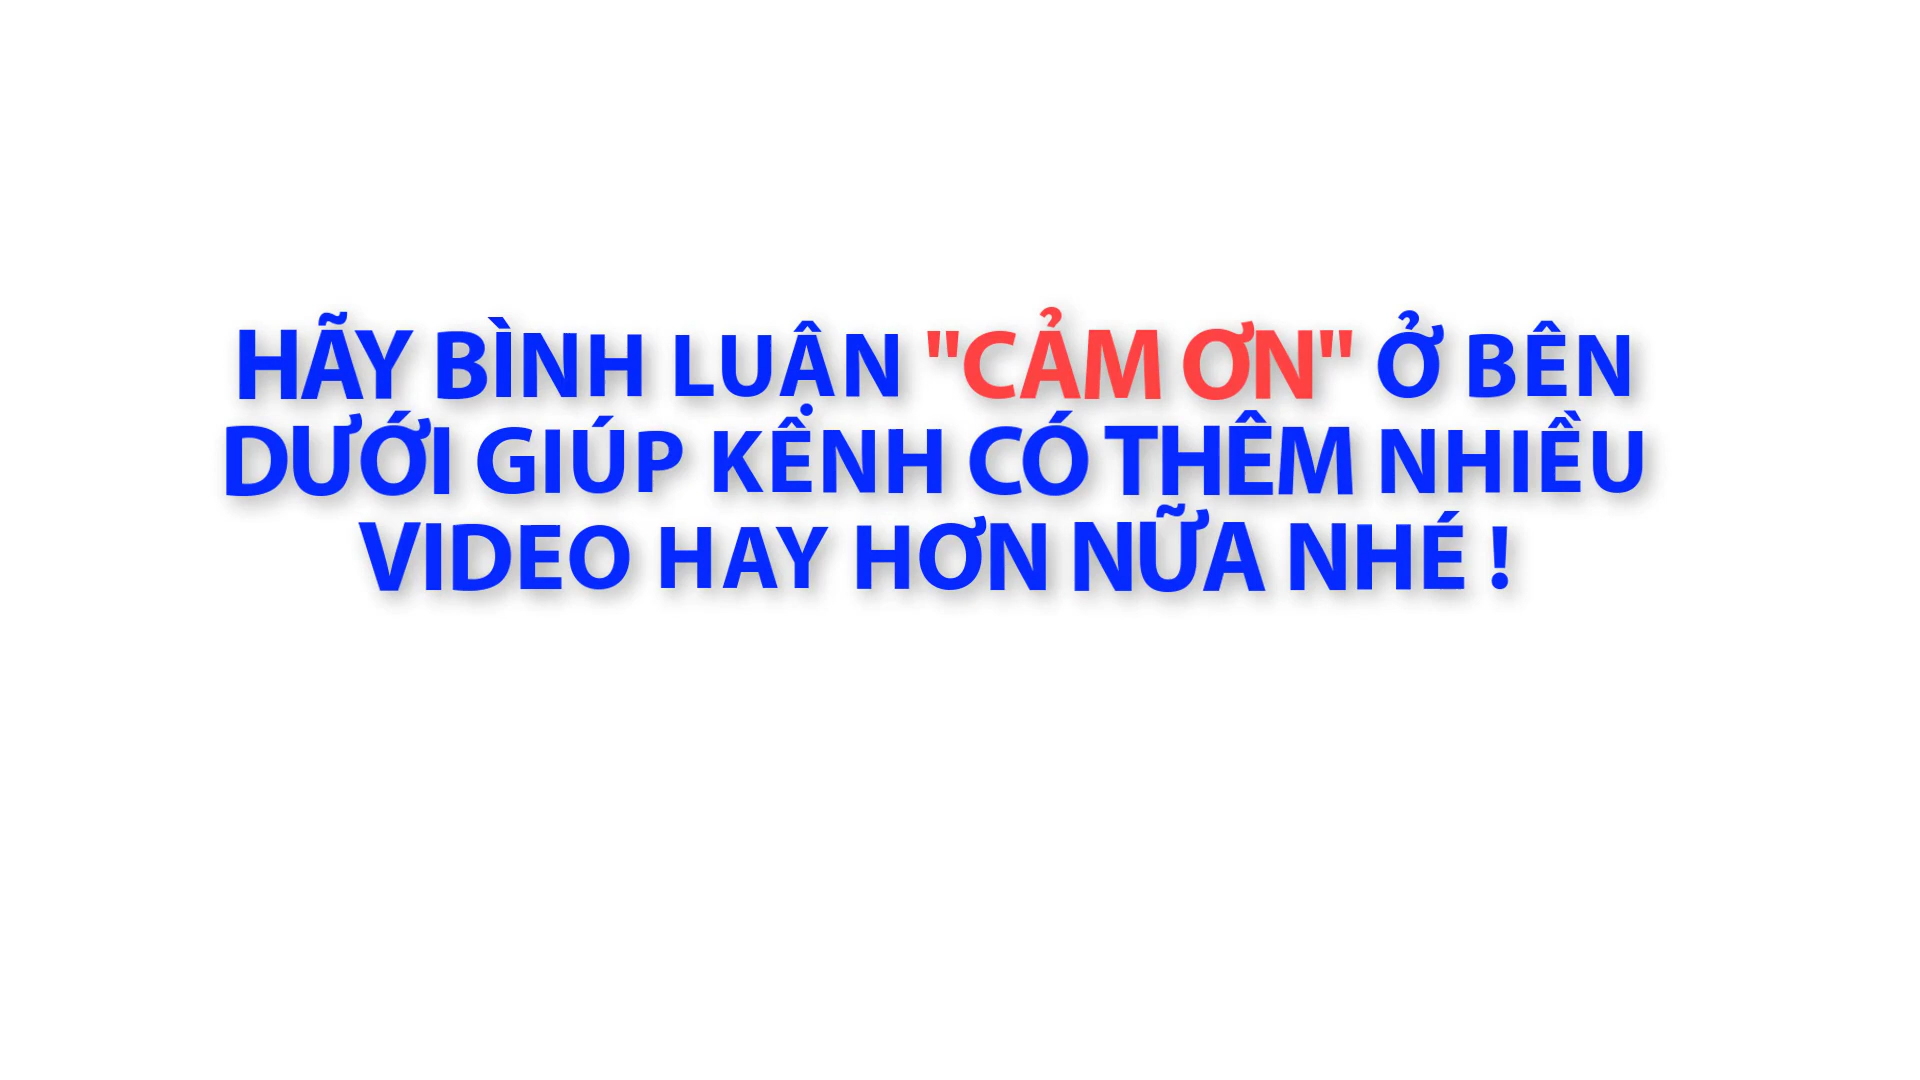 HÃY BÌNH LUẬN "CẢM ƠN" Ở BÊN
DƯỚI GIÚP KÊNH CÓ THÊM NHIỀU
VIDEO HAY HƠN NỮA NHÉ !